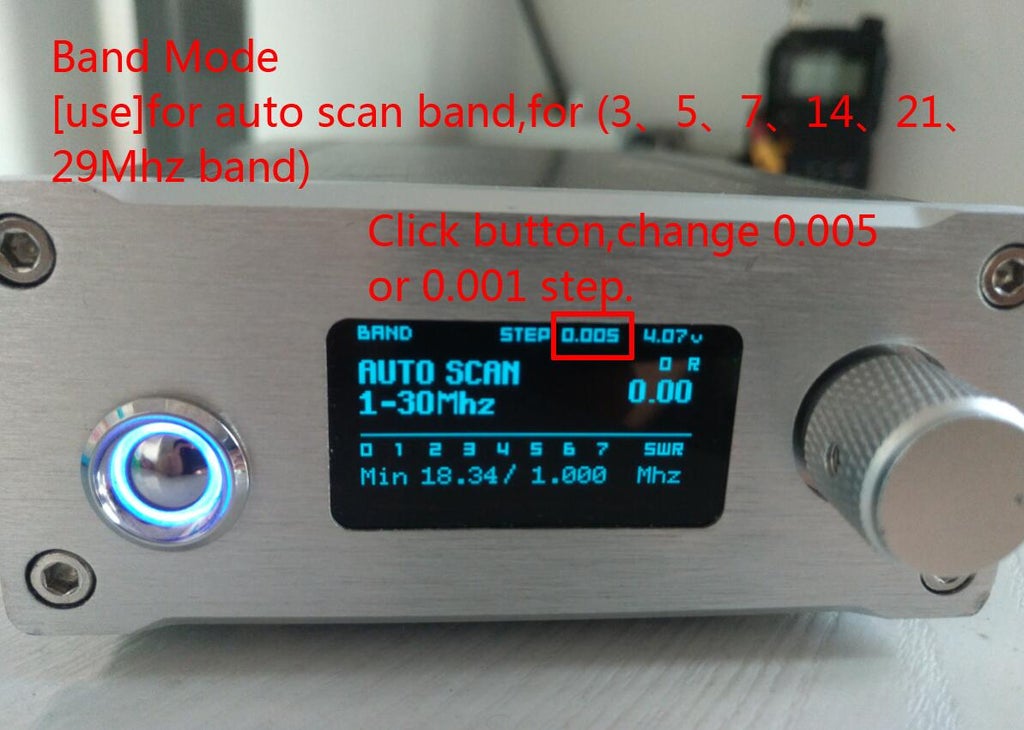 Band Mode
[use]for auto scan band,for (3、5、7、14、21、
29Mhz band)
Click button,change 0.005
or 0.001 step.
BAND STEP 0.005 4.07v
AUTO SCAN 0 R
1-30Mhz 0.00
0 1 2 3 4 5 6 7 SWR
Min 18.34/ 1.000 Mhz